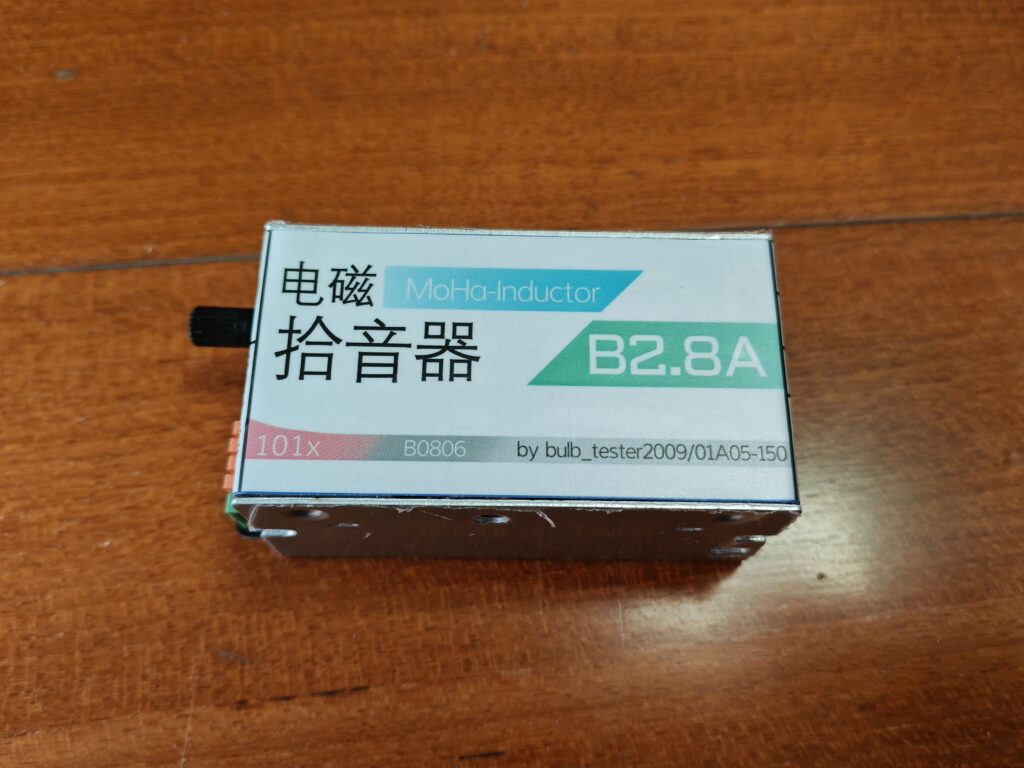 电磁 MoHa-Inductor
拾音器 B2.8A
101x B0806 by bulb_tester2009/01A05-150